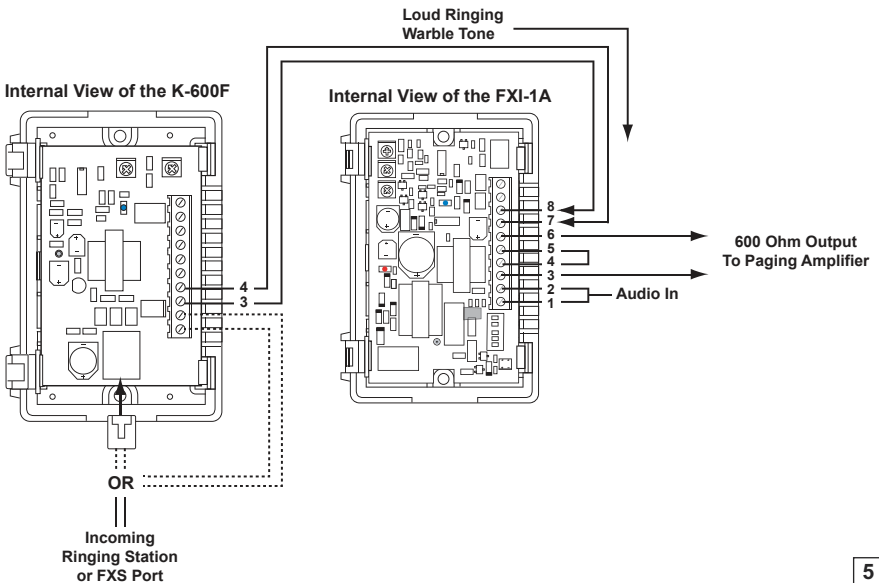 Loud Ringing
Warble Tone
Internal View of the K-600F
Internal View of the FXI-1A
8
7
6
5
4
3
2
1
600 Ohm Output
To Paging Amplifier
Audio In
4
3
OR
Incoming
Ringing Station
or FXS Port
5